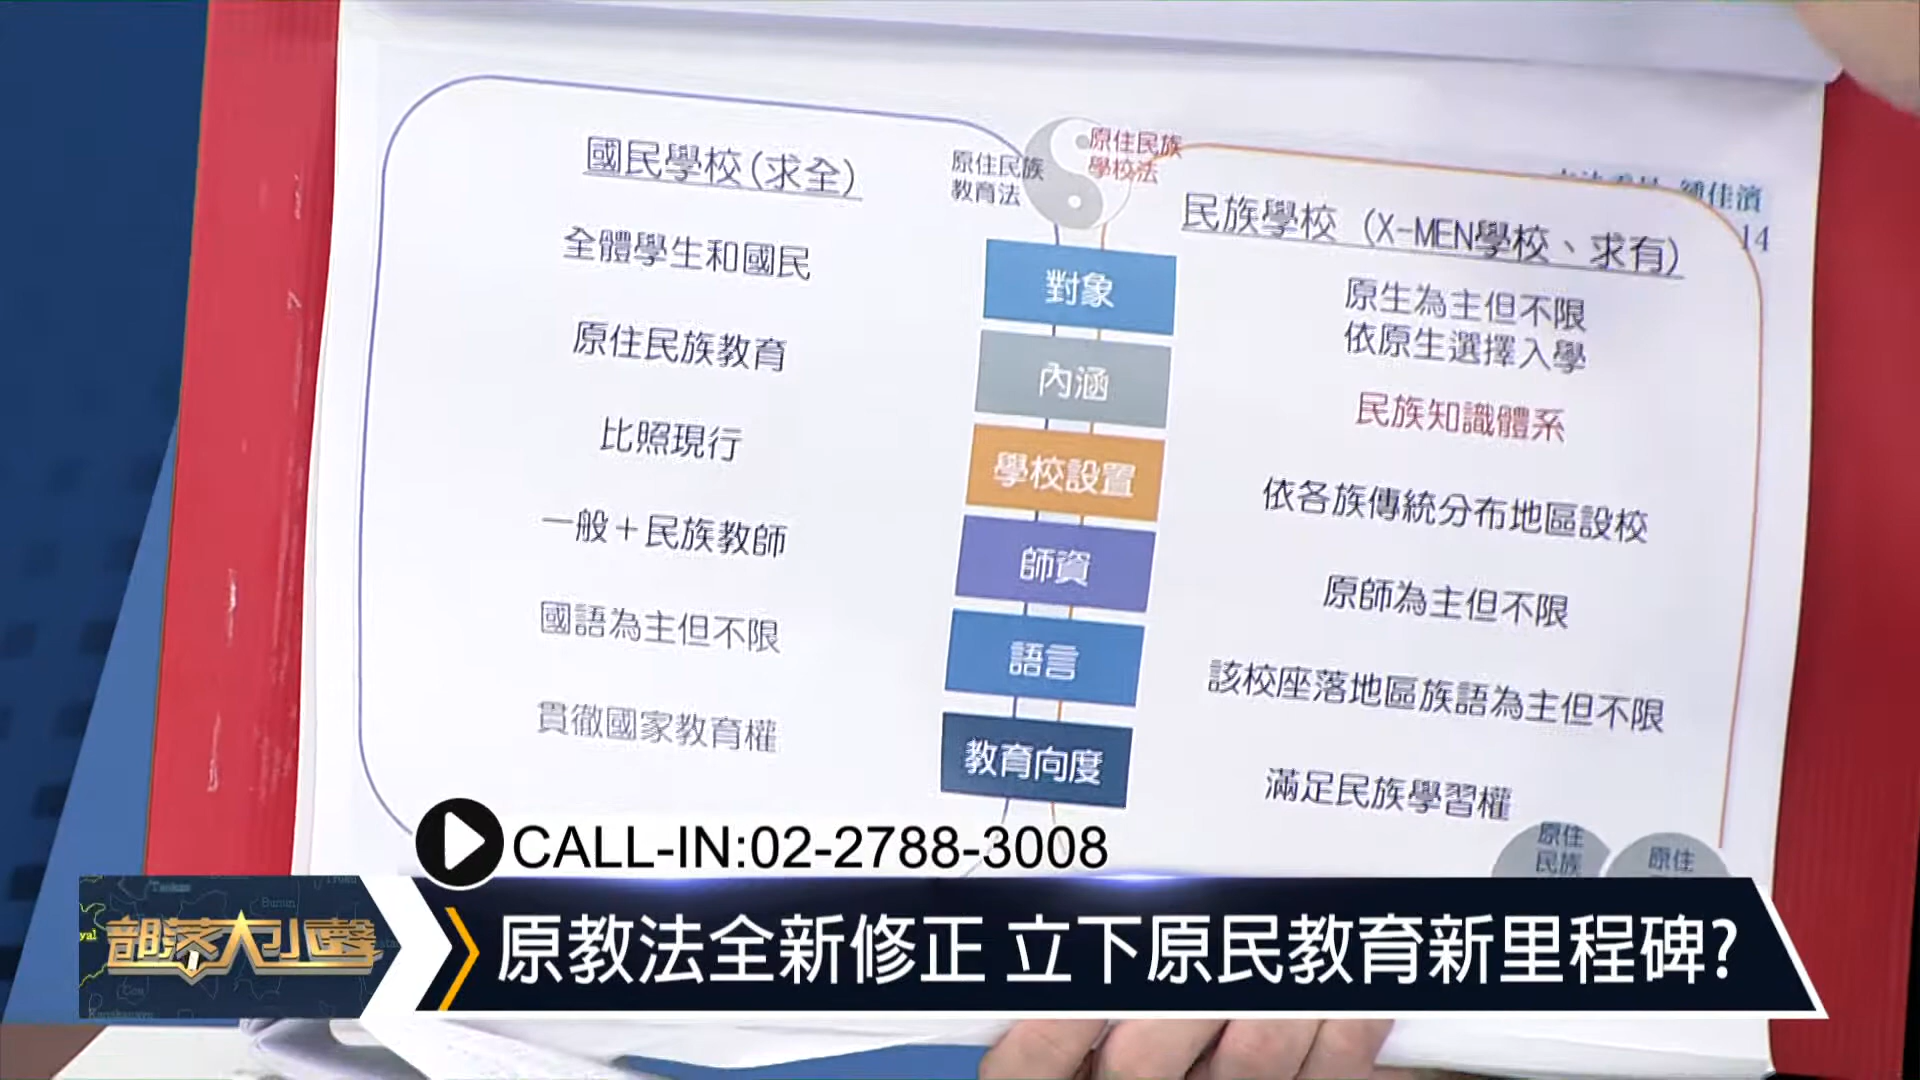 國民學校(求全)
全體學生和國民
原住民族教育
比照現行
一般+民族教師
國語為主但不限
貫徹國家教育權
原住民族
教育法
原住民族
學校法
對象
內涵
學校設置
師資
語言
教育向度
鍾佳濱
14
民族學校 (X-MEN學校、求有)
原生為主但不限
依原生選擇入學
民族知識體系
依各族傳統分布地區設校
原師為主但不限
該校座落地區族語為主但不限
滿足民族學習權
原住
民族
原住
CALL-IN:02-2788-3008
部落大小聲
原教法全新修正 立下原民教育新里程碑?